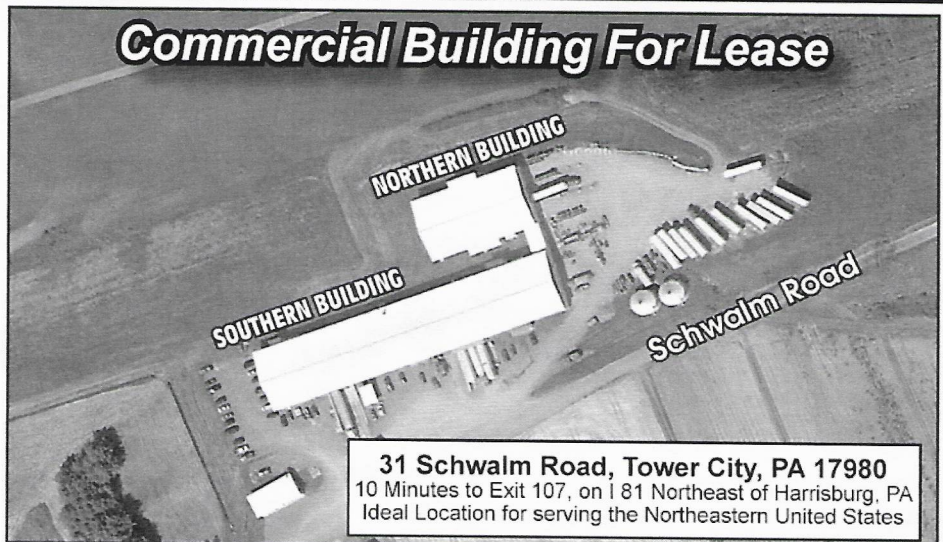 Commercial Building For Lease
NORTHERN BUILDING
SOUTHERN BUILDING
Schwalm Road
31 Schwalm Road, Tower City, PA 17980
10 Minutes to Exit 107, on I 81 Northeast of Harrisburg, PA
Ideal Location for serving the Northeastern United States